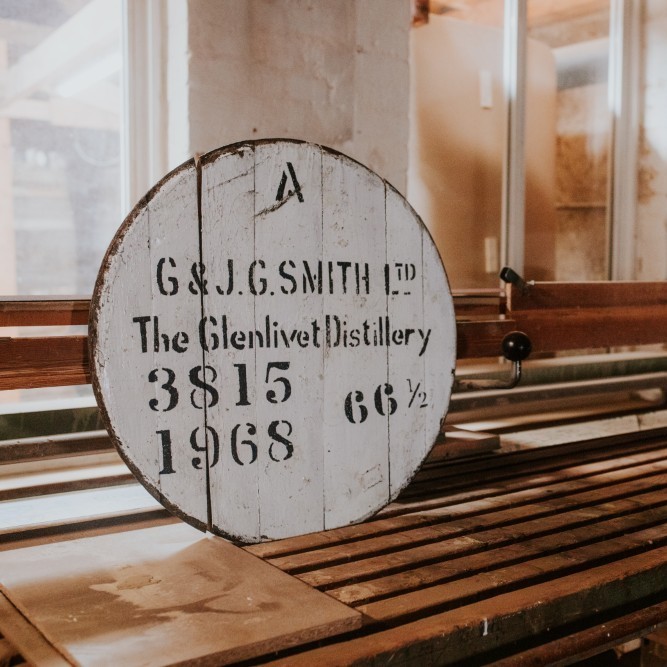 A
G & J.G. SMITH LTD
The Glenlivet Distillery
3815 66 ½
1968